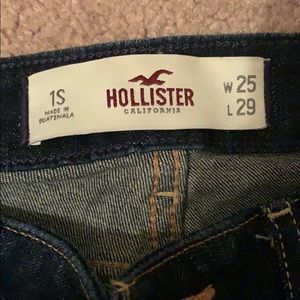 1S
MADE IN
GUATEMALA
HOLLISTER
CALIFORNIA
W 25
L 29